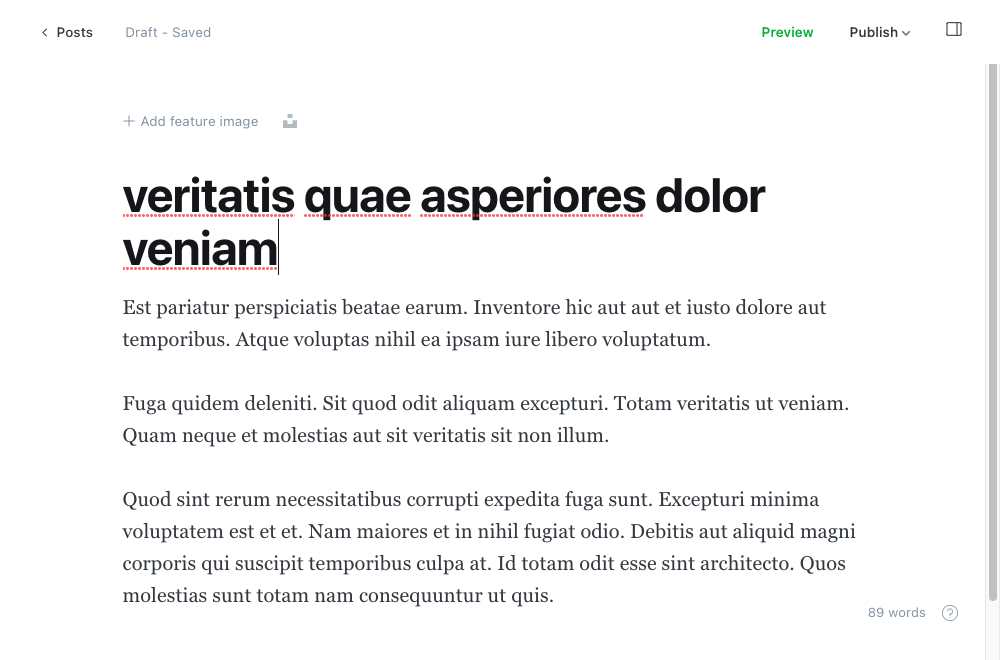 Posts
Draft - Saved
Preview
Publish
Add feature image
veritatis quae asperiores dolor
veniam
Est pariatur perspiciatis beatae earum. Inventore hic aut aut et iusto dolore aut
temporibus. Atque voluptas nihil ea ipsam iure libero voluptatum.
Fuga quidem deleniti. Sit quod odit aliquam excepturi. Totam veritatis ut veniam.
Quam neque et molestias aut sit veritatis sit non illum.
Quod sint rerum necessitatibus corrupti expedita fuga sunt. Excepturi minima
voluptatem est et et. Nam maiores et in nihil fugiat odio. Debitis aut aliquid magni
corporis qui suscipit temporibus culpa at. Id totam odit esse sint architecto. Quos
molestias sunt totam nam consequuntur ut quis.
89 words